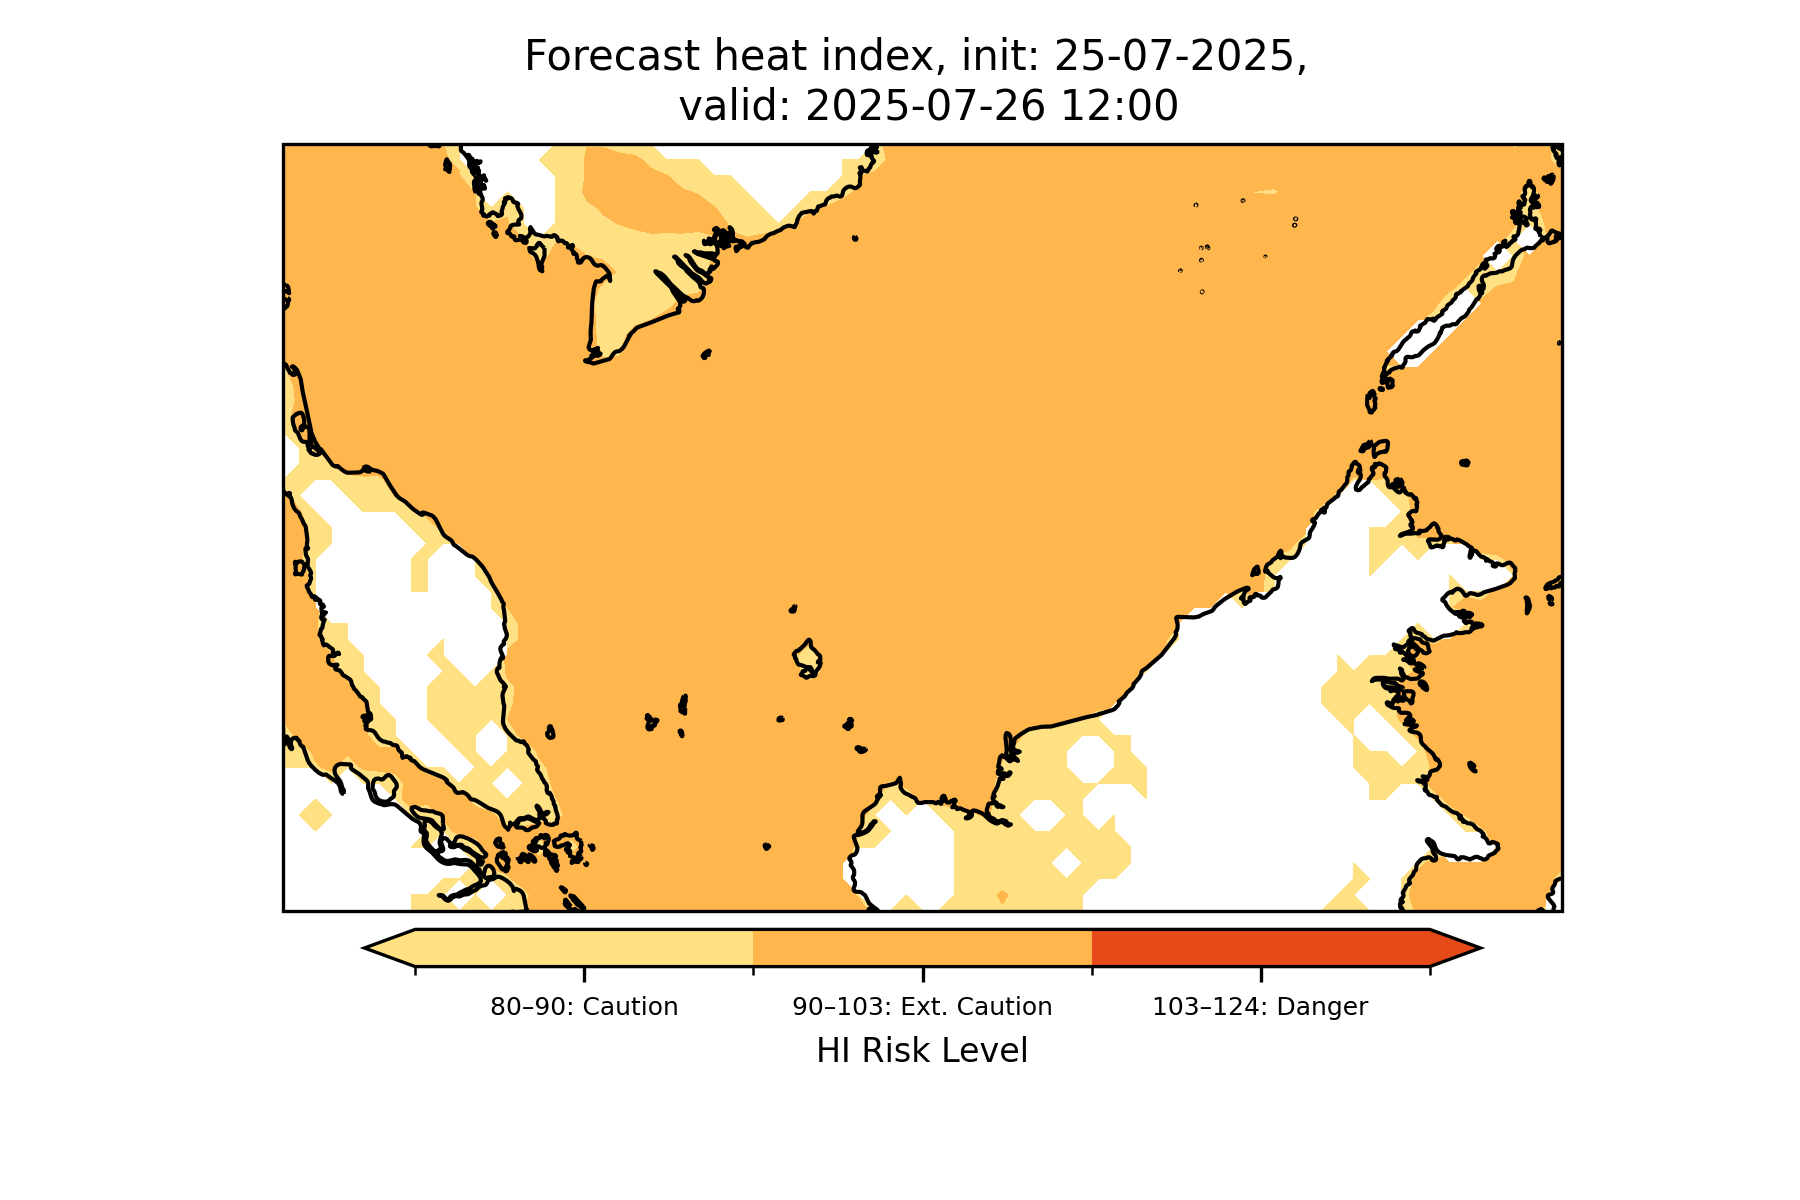 Forecast heat index, init: 25-07-2025,
valid: 2025-07-26 12:00
80–90: Caution
90–103: Ext. Caution
103–124: Danger
HI Risk Level